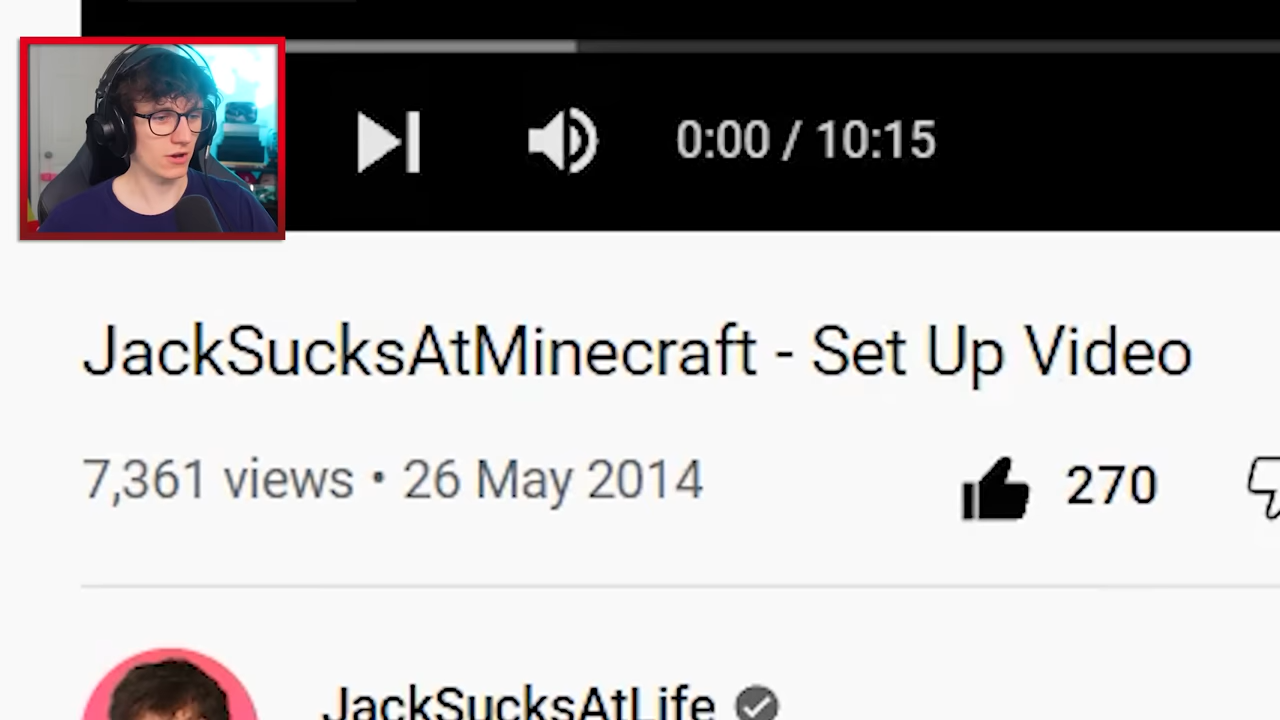 0:00 / 10:15
JackSucksAtMinecraft - Set Up Video
7,361 views • 26 May 2014
270
JackSucksAtLife